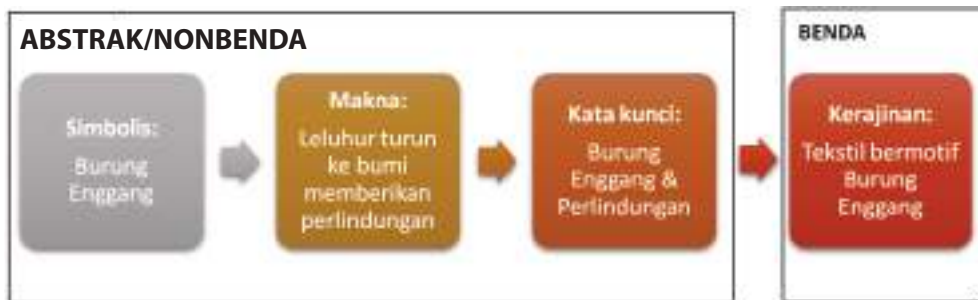 ABSTRAK/NONBENDA
Simbolis:
Burung
Enggang
Makna:
Leluhur turun
ke bumi
memberikan
perlindungan
Kata kunci:
Burung
Enggang &
Perlindungan
BENDA
Kerajinan:
Tekstil bermotif
Burung
Enggang